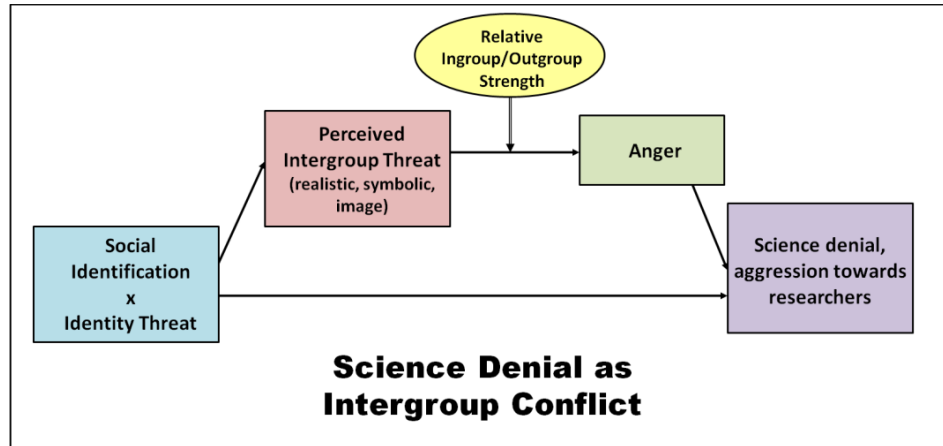 Relative
Ingroup/Outgroup
Strength
Perceived
Intergroup Threat
(realistic, symbolic,
image)
Anger
Social
Identification
x
Identity Threat
Science denial,
aggression towards
researchers
Science Denial as
Intergroup Conflict